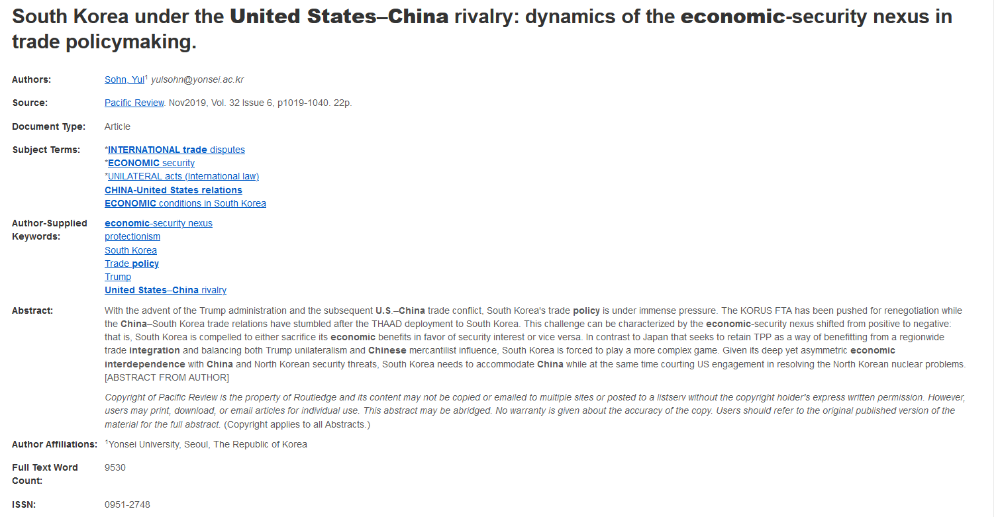 South Korea under the United States–China rivalry: dynamics of the economic-security nexus in
trade policymaking.
Authors: Sohn, Yul1 yulsohn@yonsei.ac.kr
Source: Pacific Review. Nov2019, Vol. 32 Issue 6, p1019-1040. 22p.
Document Type: Article
Subject Terms: *INTERNATIONAL trade disputes
*ECONOMIC security
*UNILATERAL acts (International law)
CHINA-United States relations
ECONOMIC conditions in South Korea
Author-Supplied Keywords: economic-security nexus
protectionism
South Korea
Trade policy
Trump
United States–China rivalry
Abstract: With the advent of the Trump administration and the subsequent U.S.–China trade conflict, South Korea's trade policy is under immense pressure. The KORUS FTA has been pushed for renegotiation while
the China–South Korea trade relations have stumbled after the THAAD deployment to South Korea. This challenge can be characterized by the economic-security nexus shifted from positive to negative:
that is, South Korea is compelled to either sacrifice its economic benefits in favor of security interest or vice versa. In contrast to Japan that seeks to retain TPP as a way of benefitting from a regionwide
trade integration and balancing both Trump unilateralism and Chinese mercantilist influence, South Korea is forced to play a more complex game. Given its deep yet asymmetric economic
interdependence with China and North Korean security threats, South Korea needs to accommodate China while at the same time courting US engagement in resolving the North Korean nuclear problems.
[ABSTRACT FROM AUTHOR]
Copyright of Pacific Review is the property of Routledge and its content may not be copied or emailed to multiple sites or posted to a listserv without the copyright holder's express written permission. However,
users may print, download, or email articles for individual use. This abstract may be abridged. No warranty is given about the accuracy of the copy. Users should refer to the original published version of the
material for the full abstract. (Copyright applies to all Abstracts.)
Author Affiliations: 1Yonsei University, Seoul, The Republic of Korea
Full Text Word Count: 9530
ISSN: 0951-2748